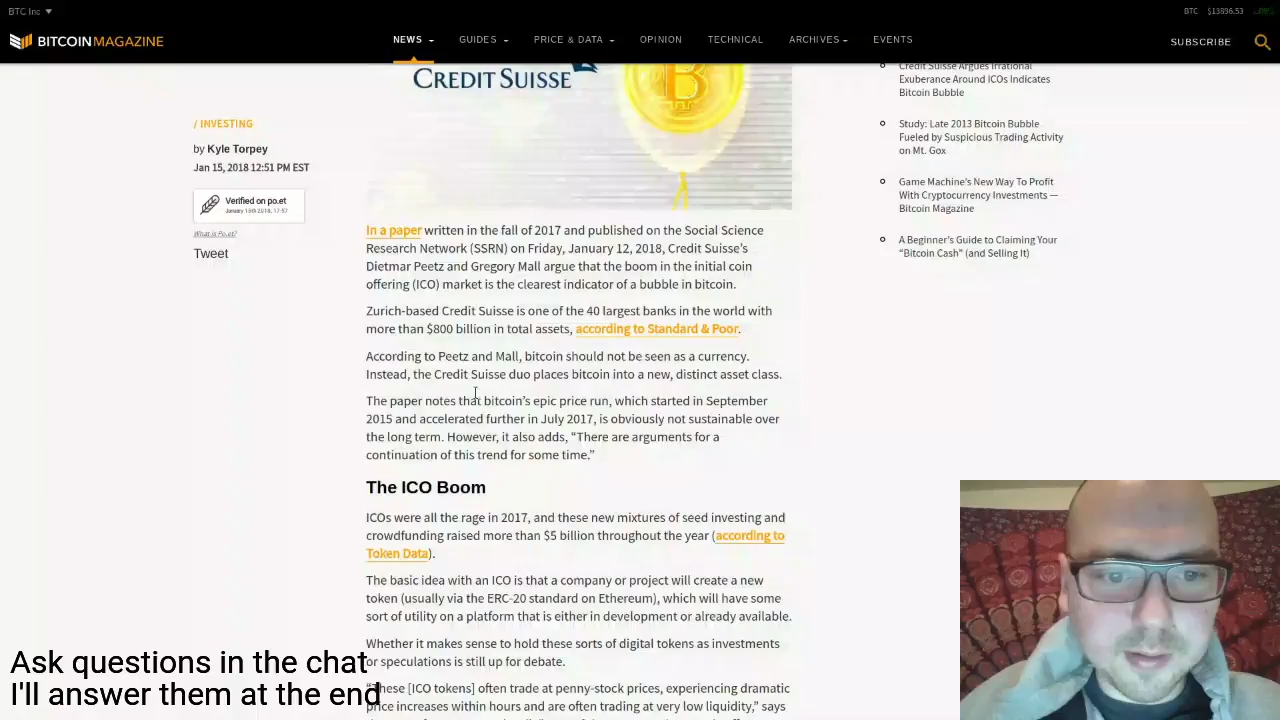 BTC Inc
BTC $13896.53
BITCOINMAGAZINE
NEWS GUIDES PRICE & DATA OPINION TECHNICAL ARCHIVES EVENTS
SUBSCRIBE
CREDIT SUISSE
/ INVESTING
by Kyle Torpey
Jan 15, 2018 12:51 PM EST
Verified on po.et
January 15th 2018, 17:57
What is Po.et?
Tweet
In a paper written in the fall of 2017 and published on the Social Science
Research Network (SSRN) on Friday, January 12, 2018, Credit Suisse’s
Dietmar Peetz and Gregory Mall argue that the boom in the initial coin
offering (ICO) market is the clearest indicator of a bubble in bitcoin.
Zurich-based Credit Suisse is one of the 40 largest banks in the world with
more than $800 billion in total assets, according to Standard & Poor.
According to Peetz and Mall, bitcoin should not be seen as a currency.
Instead, the Credit Suisse duo places bitcoin into a new, distinct asset class.
The paper notes that bitcoin’s epic price run, which started in September
2015 and accelerated further in July 2017, is obviously not sustainable over
the long term. However, it also adds, “There are arguments for a
continuation of this trend for some time.”
The ICO Boom
ICOs were all the rage in 2017, and these new mixtures of seed investing and
crowdfunding raised more than $5 billion throughout the year (according to
Token Data).
The basic idea with an ICO is that a company or project will create a new
token (usually via the ERC-20 standard on Ethereum), which will have some
sort of utility on a platform that is either in development or already available.
Whether it makes sense to hold these sorts of digital tokens as investments
or speculations is still up for debate.
“These [ICO tokens] often trade at penny-stock prices, experiencing dramatic
price increases within hours and are often trading at very low liquidity,” says
Credit Suisse Argues Irrational
Exuberance Around ICOs Indicates
Bitcoin Bubble
Study: Late 2013 Bitcoin Bubble
Fueled by Suspicious Trading Activity
on Mt. Gox
Game Machine’s New Way To Profit
With Cryptocurrency Investments —
Bitcoin Magazine
A Beginner’s Guide to Claiming Your
“Bitcoin Cash” (and Selling It)
Ask questions in the chat
I'll answer them at the end